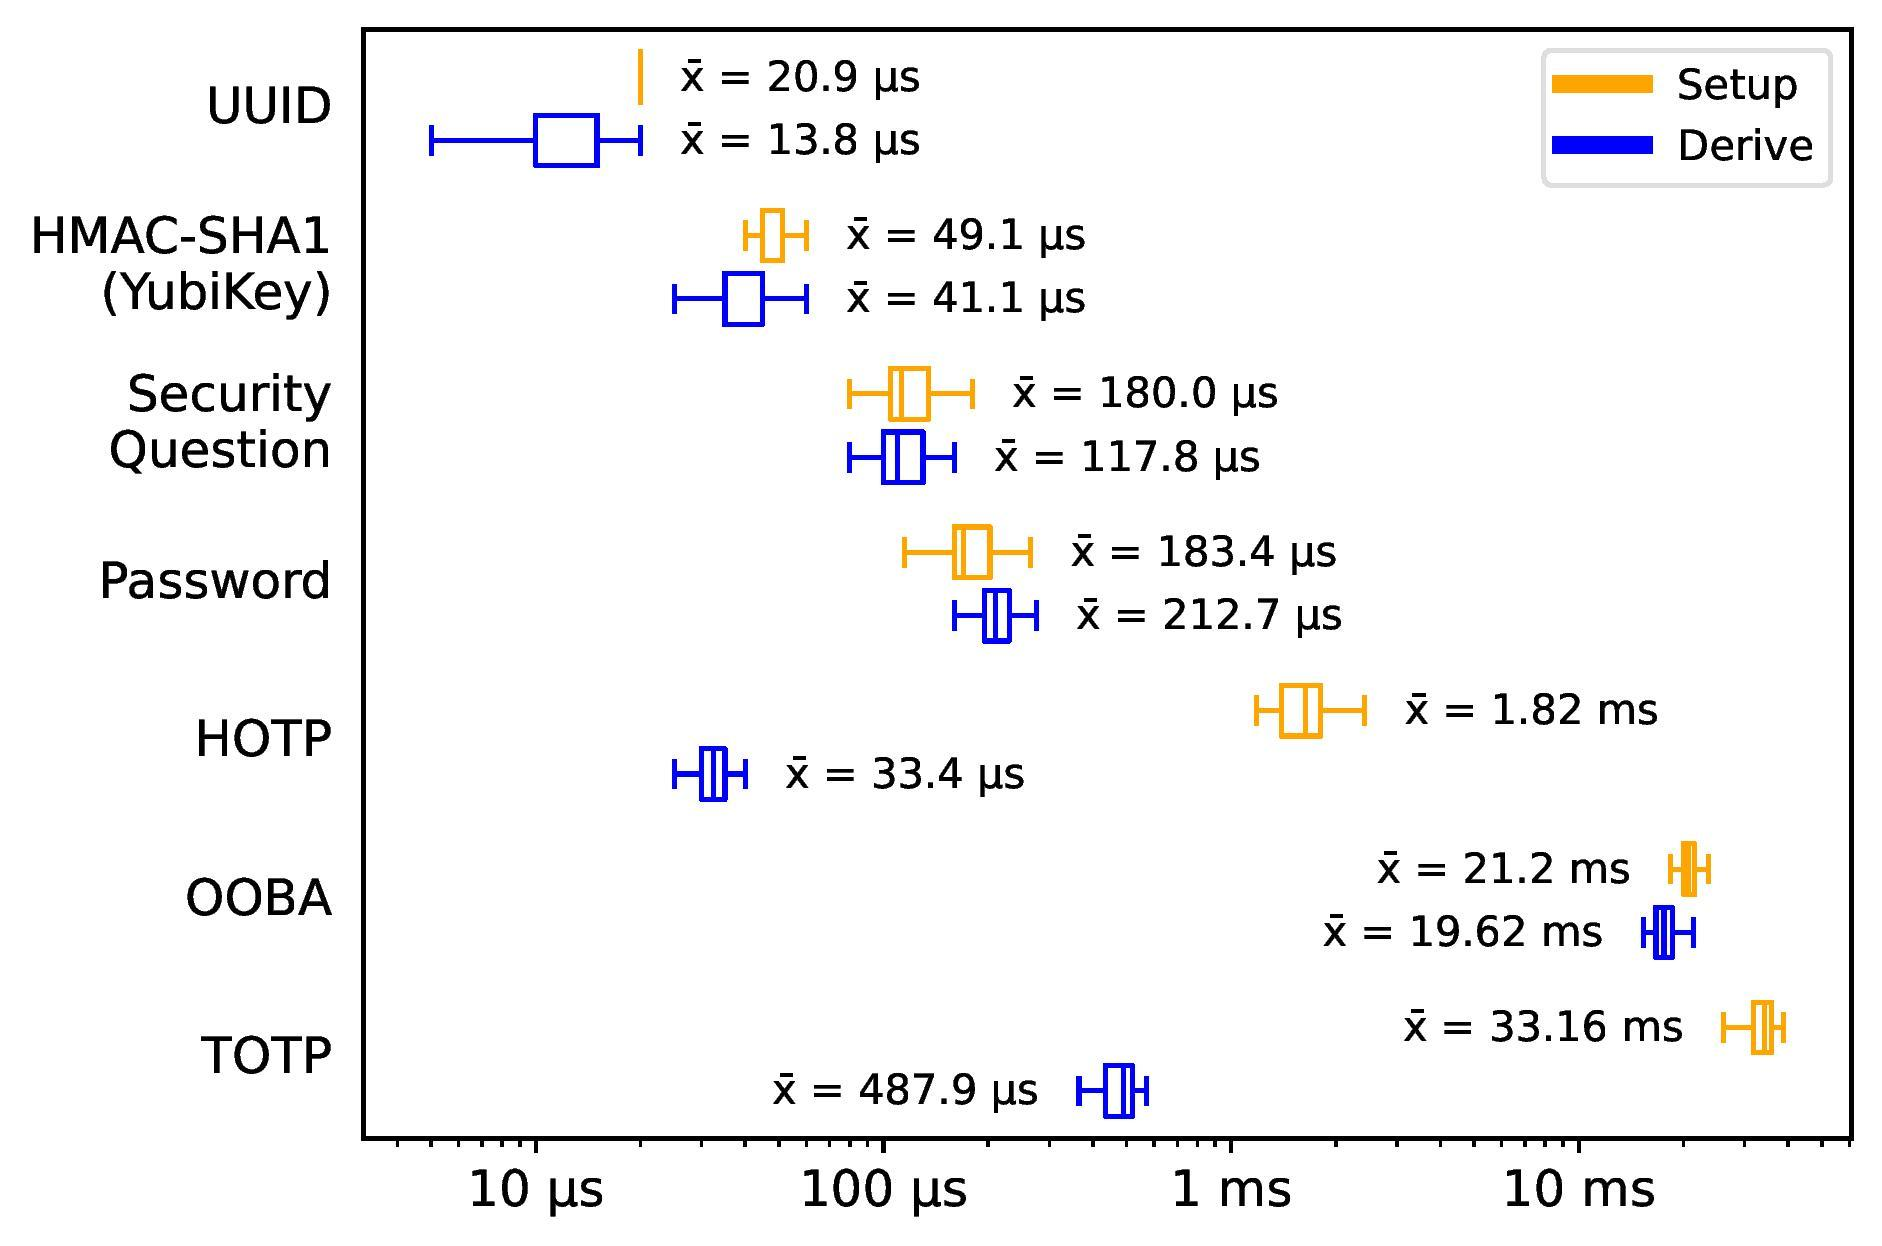 UUID
x̄ = 20.9 µs
x̄ = 13.8 µs
Setup
Derive
HMAC-SHA1
(YubiKey)
x̄ = 49.1 µs
x̄ = 41.1 µs
Security
Question
x̄ = 180.0 µs
x̄ = 117.8 µs
Password
x̄ = 183.4 µs
x̄ = 212.7 µs
HOTP
x̄ = 1.82 ms
x̄ = 33.4 µs
OOBA
x̄ = 21.2 ms
x̄ = 19.62 ms
TOTP
x̄ = 33.16 ms
x̄ = 487.9 µs
10 µs 100 µs 1 ms 10 ms